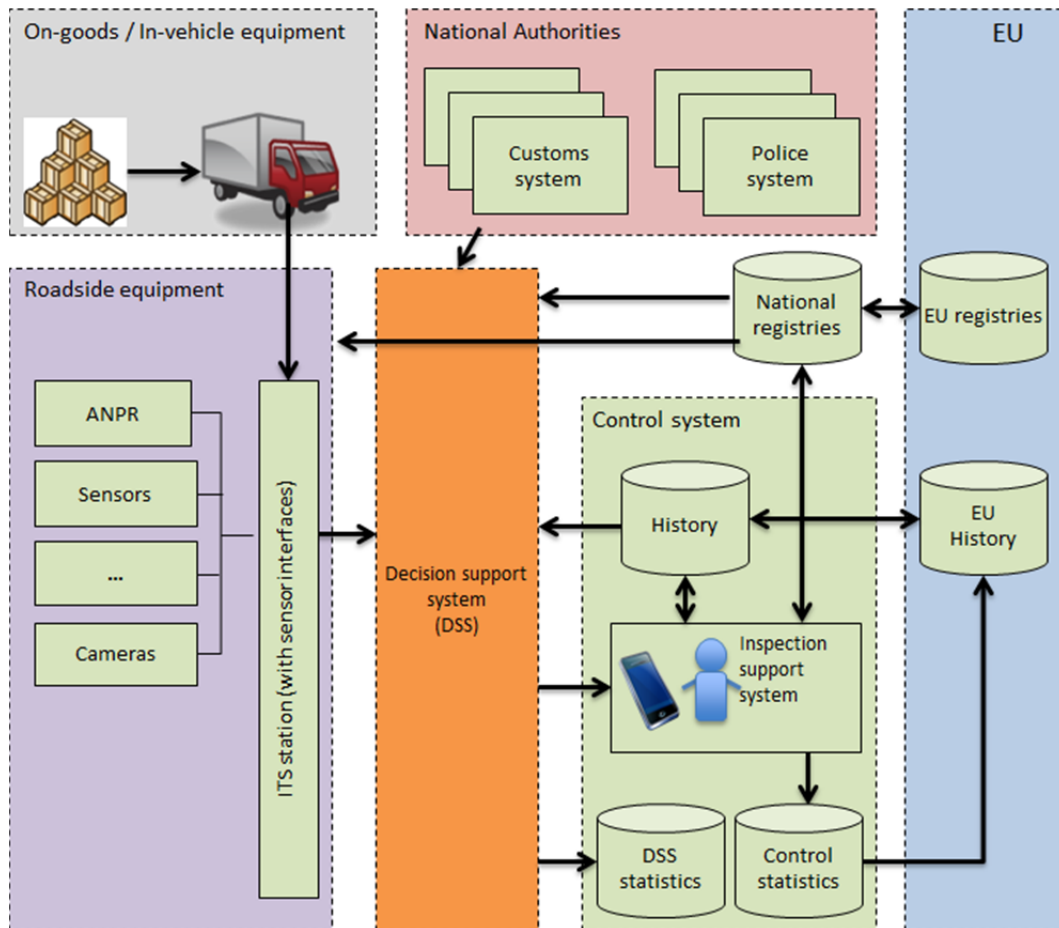 On-goods / In-vehicle equipment
National Authorities
EU
Customs
system
Police
system
Roadside equipment
National
registries
EU registries
ANPR
Sensors
...
Cameras
ITS station (with sensor interfaces)
Decision support
system
(DSS)
Control system
History
EU
History
Inspection
support
system
DSS
statistics
Control
statistics